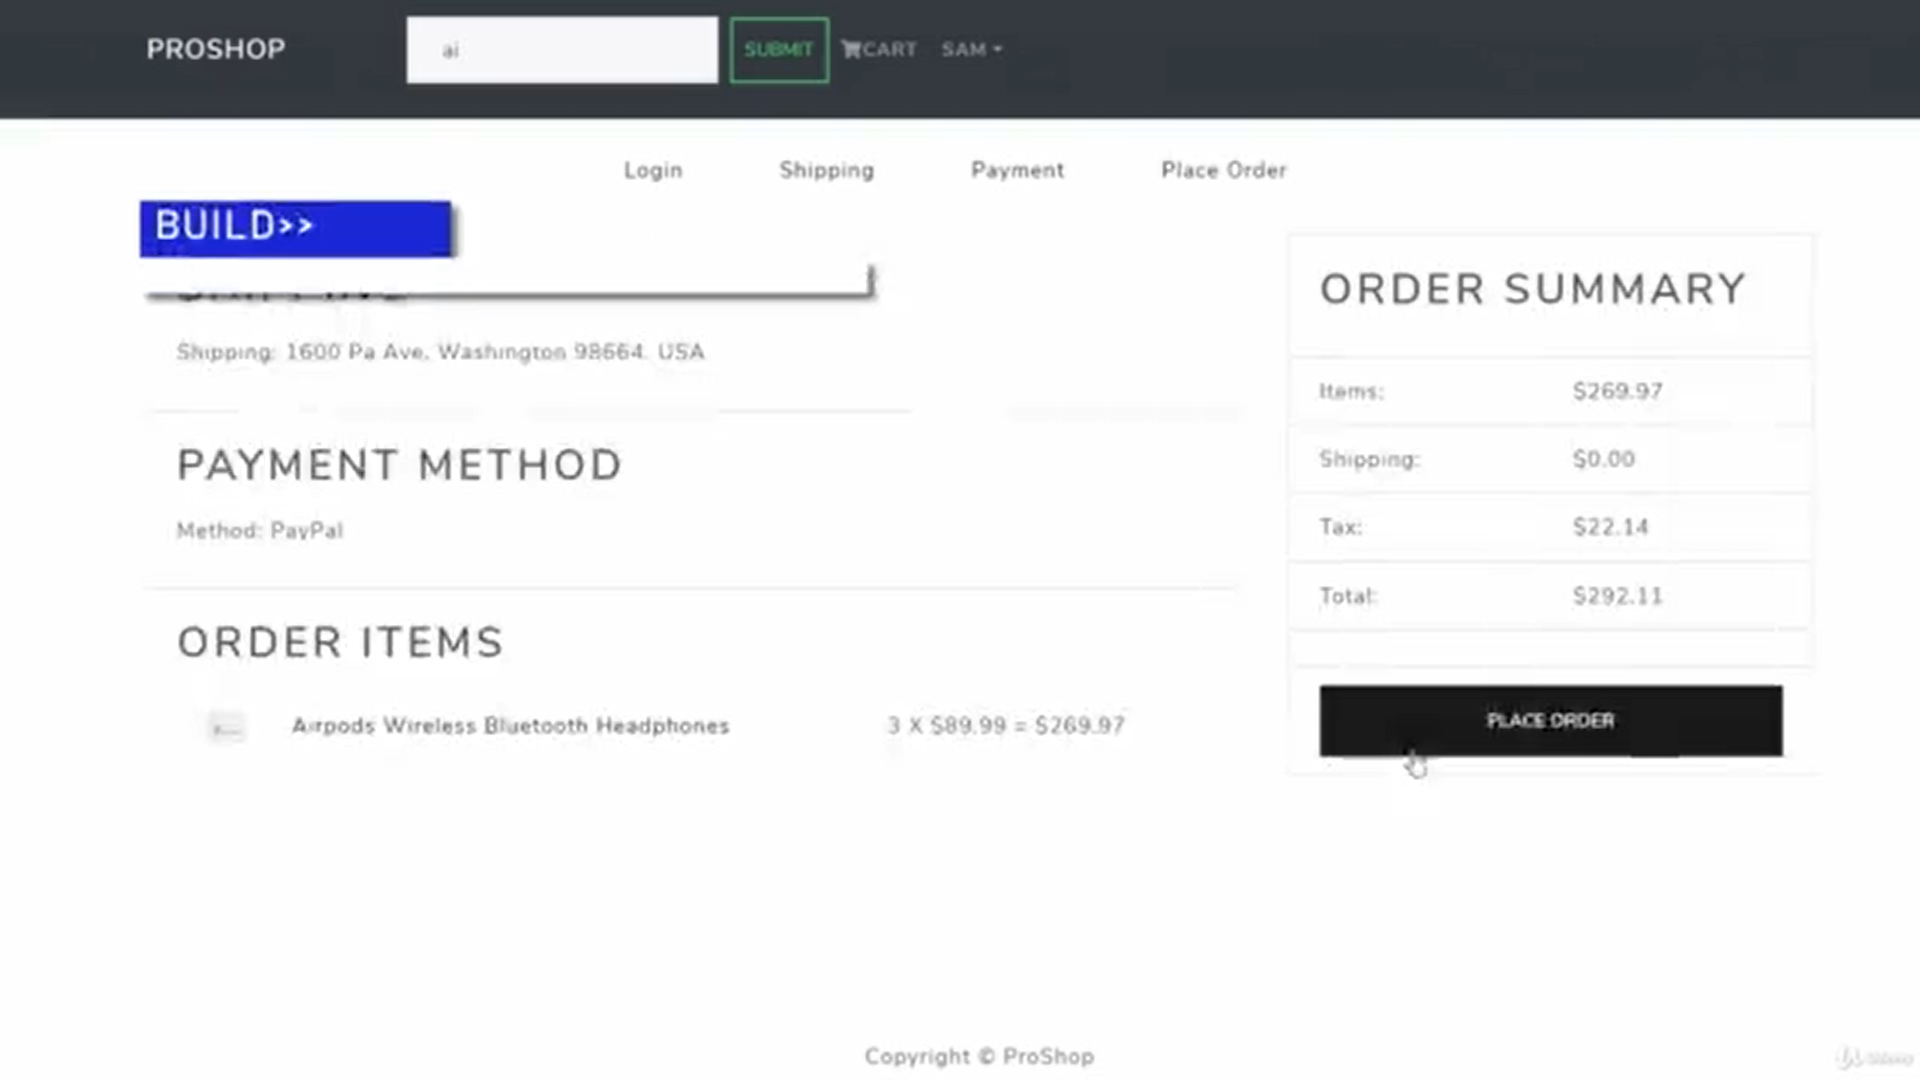 PROSHOP
ai
SUBMIT
CART
SAM
Login
Shipping
Payment
Place Order
BUILD>>
Shipping: 1600 Pa Ave, Washington 98664, USA
PAYMENT METHOD
Method: PayPal
ORDER ITEMS
Airpods Wireless Bluetooth Headphones
3 X $89.99 = $269.97
ORDER SUMMARY
Items: $269.97
Shipping: $0.00
Tax: $22.14
Total: $292.11
PLACE ORDER
Copyright © ProShop